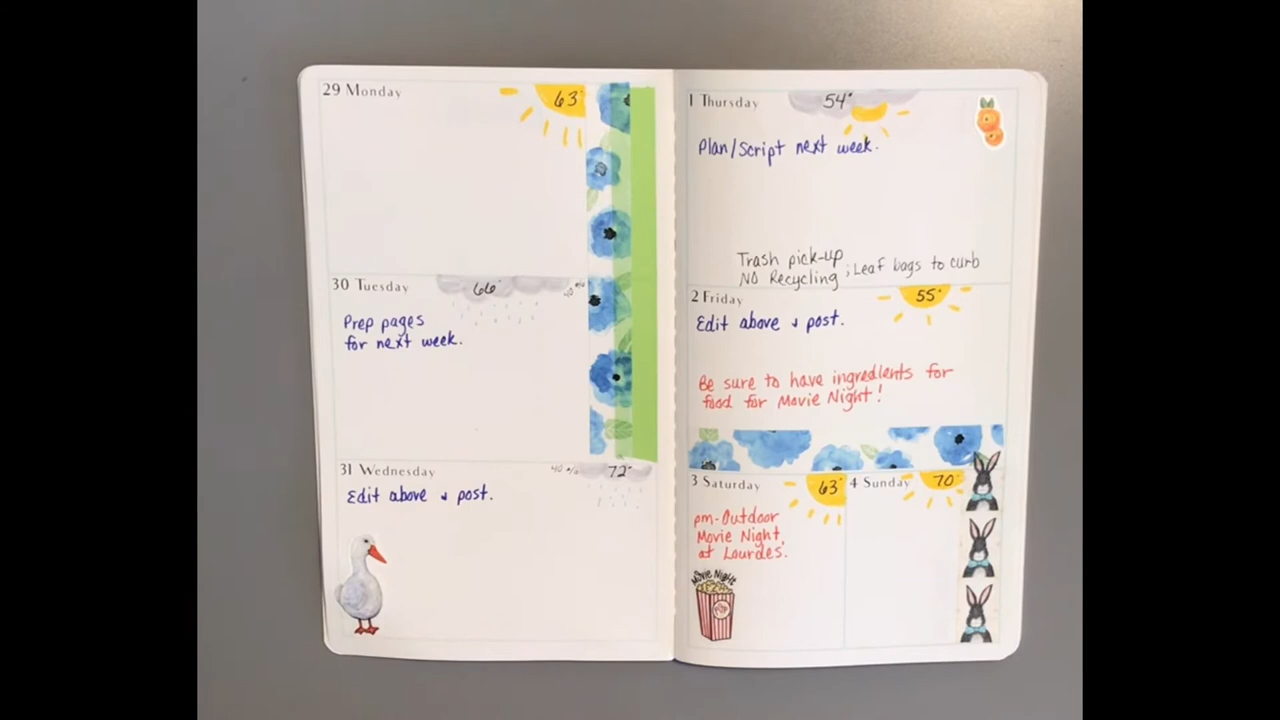 29 Monday
63°
30 Tuesday
66°
40 %
Prep pages
for next week.
31 Wednesday
40 %
72°
Edit above & post.
1 Thursday
54°
Plan/Script next week.
Trash pick-up
NO Recycling ; Leaf bags to curb
2 Friday
55°
Edit above & post.
Be sure to have ingredients for
food for Movie Night!
3 Saturday
63°
pm-Outdoor
Movie Night
at Lourdes.
Movie Night
4 Sunday
70°